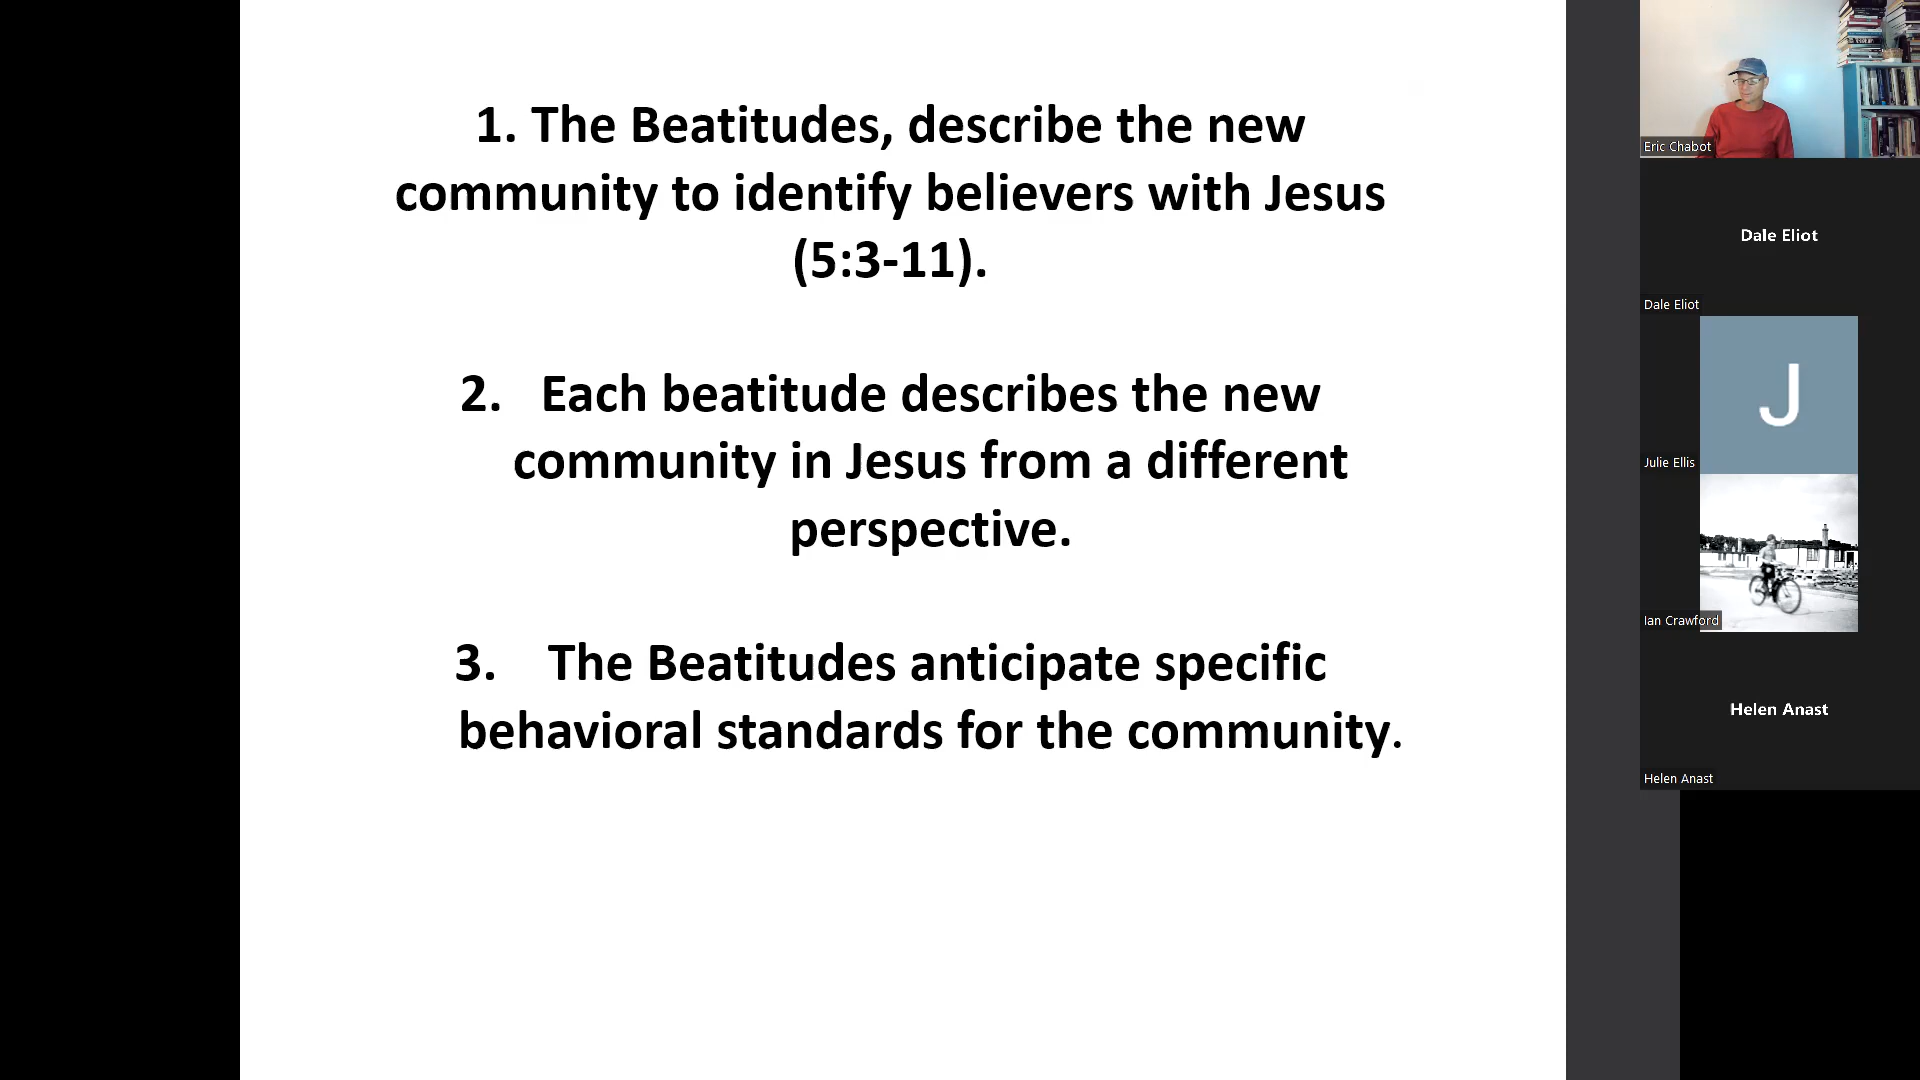 1. The Beatitudes, describe the new
community to identify believers with Jesus
(5:3-11).
2. Each beatitude describes the new
community in Jesus from a different
perspective.
3. The Beatitudes anticipate specific
behavioral standards for the community.
Eric Chabot
Dale Eliot
Dale Eliot
J
Julie Ellis
Ian Crawford
Helen Anast
Helen Anast